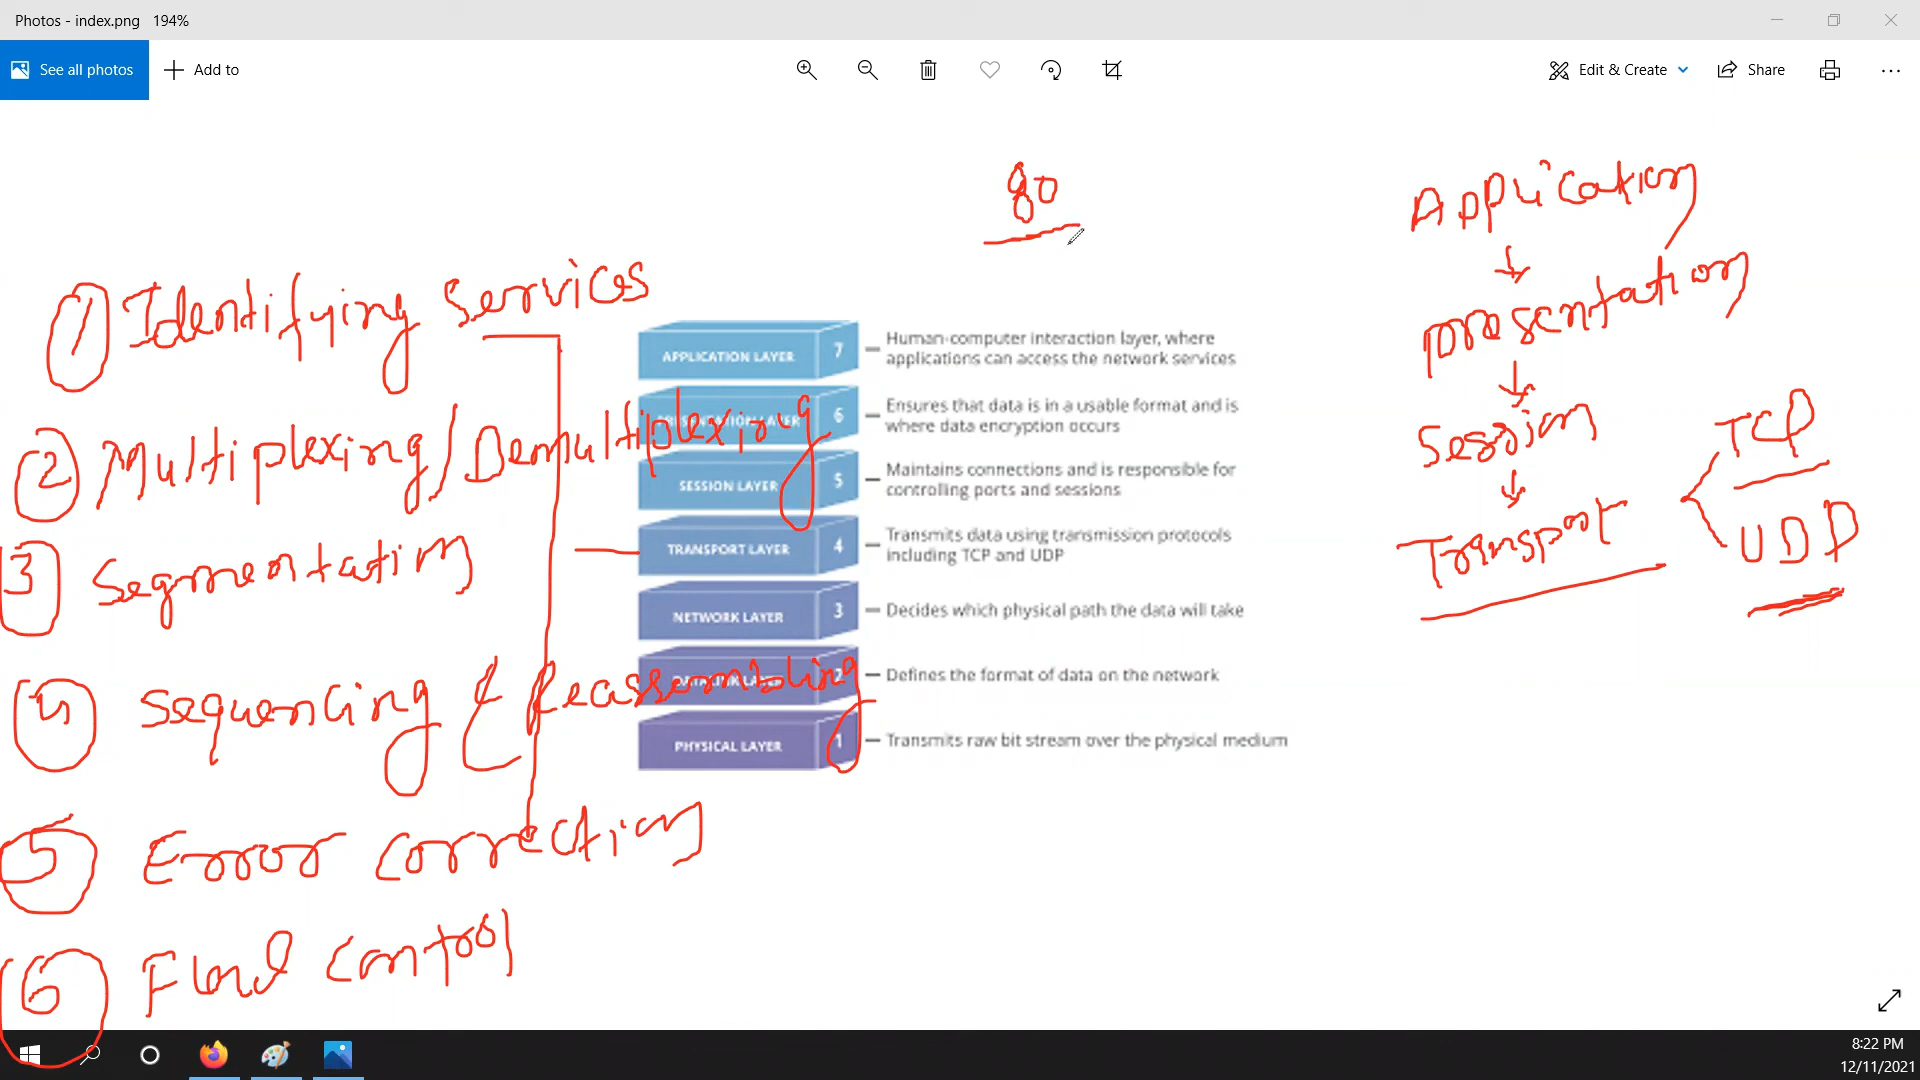 Photos - index.png 194%
See all photos
Add to
Edit & Create
Share
80
Application
presentation
Session
Transport
TCP
UDP
1 Identifying Services
2 Multiplexing/Demultiplexing
3 Segmentation
4 Sequencing & Reassembling
5 Error correction
6 Flow control
APPLICATION LAYER 7
Human-computer interaction layer, where
applications can access the network services
PRESENTATION LAYER 6
Ensures that data is in a usable format and is
where data encryption occurs
SESSION LAYER 5
Maintains connections and is responsible for
controlling ports and sessions
TRANSPORT LAYER 4
Transmits data using transmission protocols
including TCP and UDP
NETWORK LAYER 3
Decides which physical path the data will take
DATALINK LAYER 2
Defines the format of data on the network
PHYSICAL LAYER 1
Transmits raw bit stream over the physical medium
8:22 PM
12/11/2021